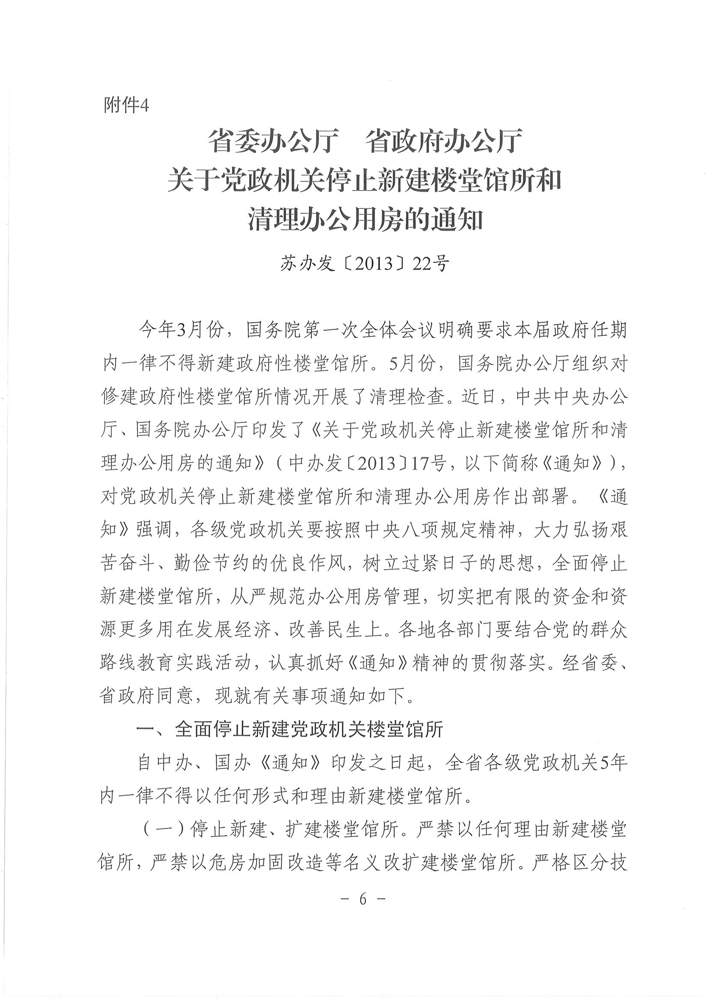 附件4
省委办公厅 省政府办公厅
关于党政机关停止新建楼堂馆所和
清理办公用房的通知
苏办发〔2013〕22号
今年3月份，国务院第一次全体会议明确要求本届政府任期
内一律不得新建政府性楼堂馆所。5月份，国务院办公厅组织对
修建政府性楼堂馆所情况开展了清理检查。近日，中共中央办公
厅、国务院办公厅印发了《关于党政机关停止新建楼堂馆所和清
理办公用房的通知》（中办发〔2013〕17号，以下简称《通知》），
对党政机关停止新建楼堂馆所和清理办公用房作出部署。《通
知》强调，各级党政机关要按照中央八项规定精神，大力弘扬艰
苦奋斗、勤俭节约的优良作风，树立过紧日子的思想，全面停止
新建楼堂馆所，从严规范办公用房管理，切实把有限的资金和资
源更多用在发展经济、改善民生上。各地各部门要结合党的群众
路线教育实践活动，认真抓好《通知》精神的贯彻落实。经省委、
省政府同意，现就有关事项通知如下。
一、全面停止新建党政机关楼堂馆所
自中办、国办《通知》印发之日起，全省各级党政机关5年
内一律不得以任何形式和理由新建楼堂馆所。
（一）停止新建、扩建楼堂馆所。严禁以任何理由新建楼堂
馆所，严禁以危房加固改造等名义改扩建楼堂馆所。严格区分技
- 6 -